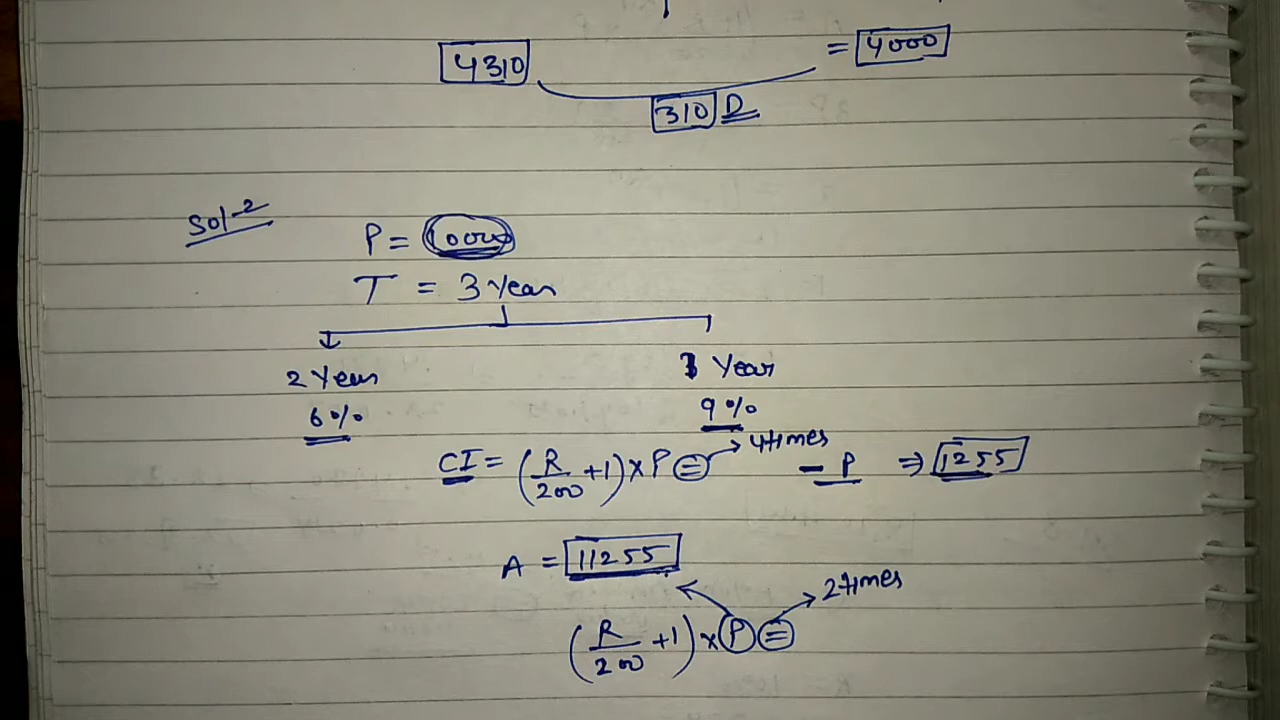 4310 = 4000
310 D
Sol-2
P = 10000
T = 3 Year
2 Year 1 Year
6% 9%
CI = (R/200 + 1) × P = → 4 times - P ⇒ 1255
A = 11255
(R/200 + 1) × P = → 2 times